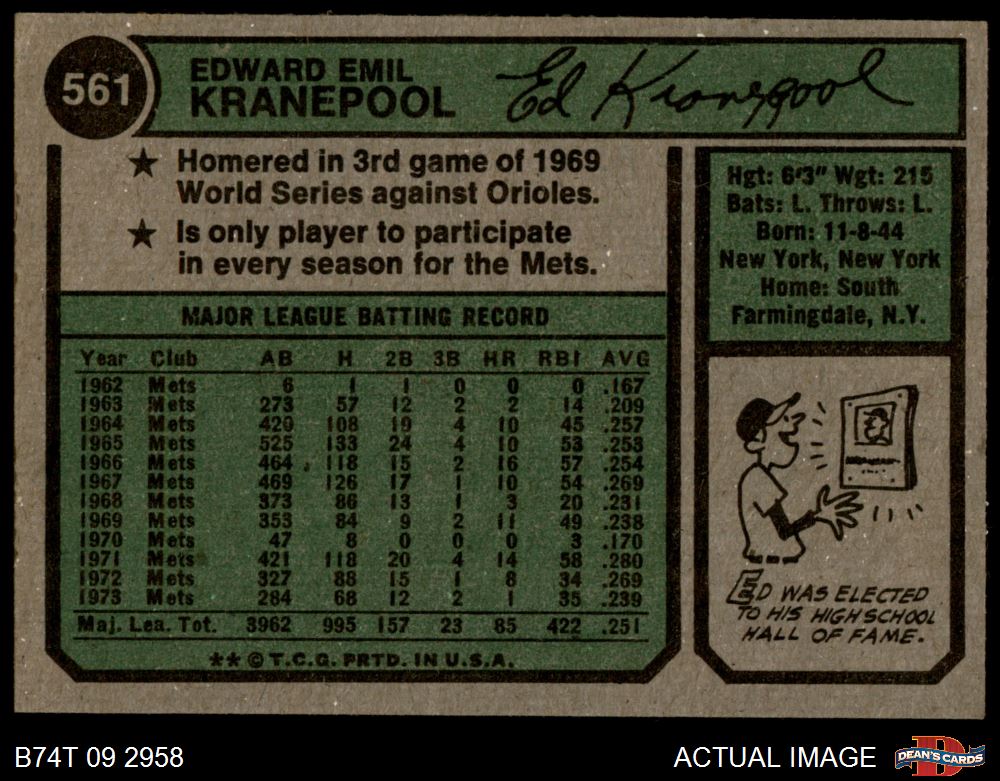 561
EDWARD EMIL
KRANEPOOL
Ed Kranepool
★ Homered in 3rd game of 1969
World Series against Orioles.
★ Is only player to participate
in every season for the Mets.
Hgt: 6'3" Wgt: 215
Bats: L. Throws: L.
Born: 11-8-44
New York, New York
Home: South
Farmingdale, N.Y.
MAJOR LEAGUE BATTING RECORD
Year Club AB H 2B 3B HR RBI AVG
1962 Mets 6 1 1 0 0 0 .167
1963 Mets 273 57 12 2 2 14 .209
1964 Mets 420 108 19 4 10 45 .257
1965 Mets 525 133 24 4 10 53 .253
1966 Mets 464 118 15 2 16 57 .254
1967 Mets 469 126 17 1 10 54 .269
1968 Mets 373 86 13 1 3 20 .231
1969 Mets 353 84 9 2 11 49 .238
1970 Mets 47 8 0 0 0 3 .170
1971 Mets 421 118 20 4 14 58 .280
1972 Mets 327 88 15 1 8 34 .269
1973 Mets 284 68 12 2 1 35 .239
Maj. Lea. Tot. 3962 995 157 23 85 422 .251
** © T.C.G. PRTD. IN U.S.A.
ED WAS ELECTED
TO HIS HIGH SCHOOL
HALL OF FAME.
B74T 09 2958
ACTUAL IMAGE
D
DEAN'S CARDS